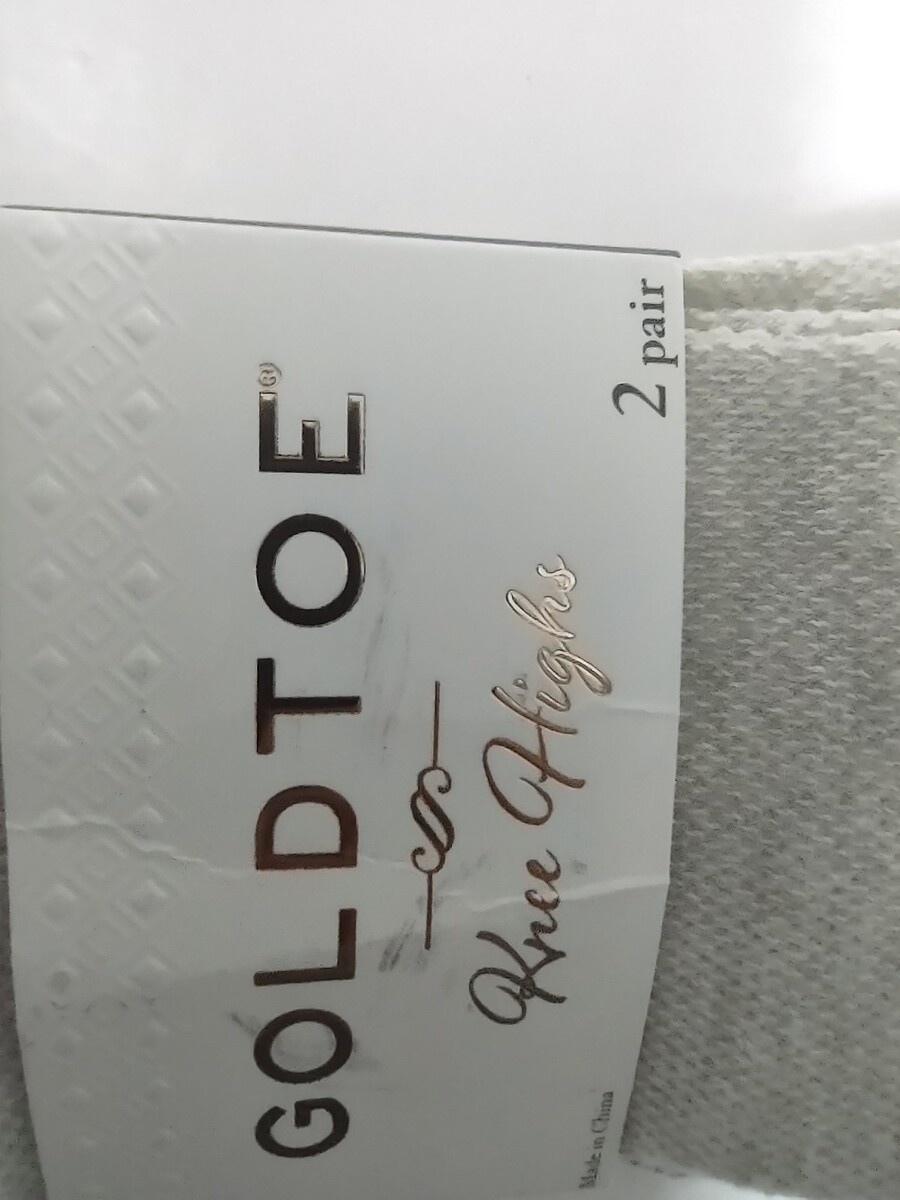 GOLDTOE®
Knee Highs
Made in China
2 pair